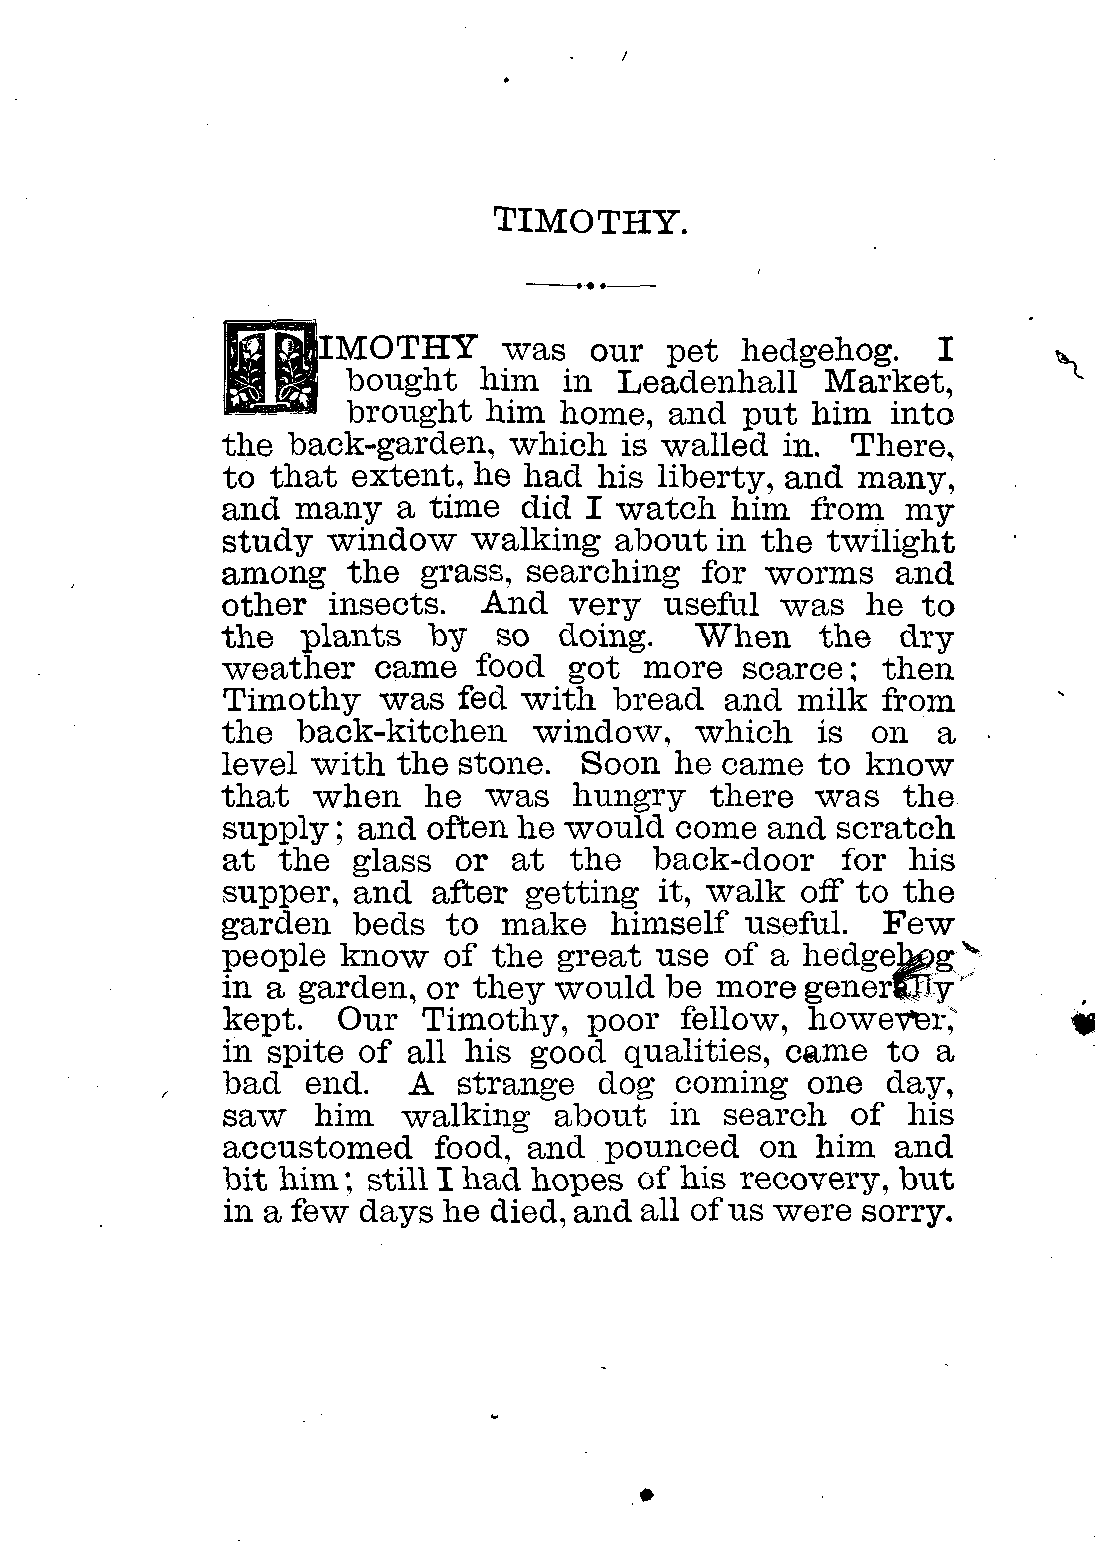 TIMOTHY.
TIMOTHY was our pet hedgehog. I
bought him in Leadenhall Market,
brought him home, and put him into
the back-garden, which is walled in. There,
to that extent, he had his liberty, and many,
and many a time did I watch him from my
study window walking about in the twilight
among the grass, searching for worms and
other insects. And very useful was he to
the plants by so doing. When the dry
weather came food got more scarce; then
Timothy was fed with bread and milk from
the back-kitchen window, which is on a
level with the stone. Soon he came to know
that when he was hungry there was the
supply; and often he would come and scratch
at the glass or at the back-door for his
supper, and after getting it, walk off to the
garden beds to make himself useful. Few
people know of the great use of a hedgehog
in a garden, or they would be more generally
kept. Our Timothy, poor fellow, however,
in spite of all his good qualities, came to a
bad end. A strange dog coming one day,
saw him walking about in search of his
accustomed food, and pounced on him and
bit him; still I had hopes of his recovery, but
in a few days he died, and all of us were sorry.